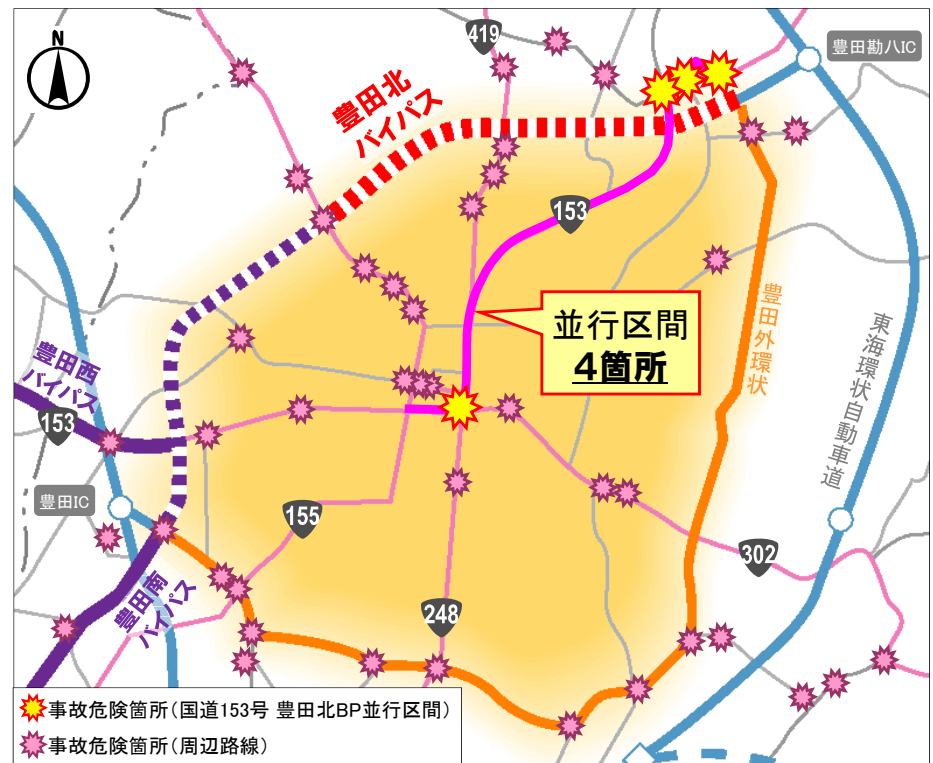 N
419
豊田勘八IC
豊田北
バイパス
153
並行区間
4箇所
豊田外環状
東海環状自動車道
豊田西
バイパス
153
豊田IC
155
302
豊田南
バイパス
248
事故危険箇所(国道153号 豊田北BP並行区間)
事故危険箇所(周辺路線)